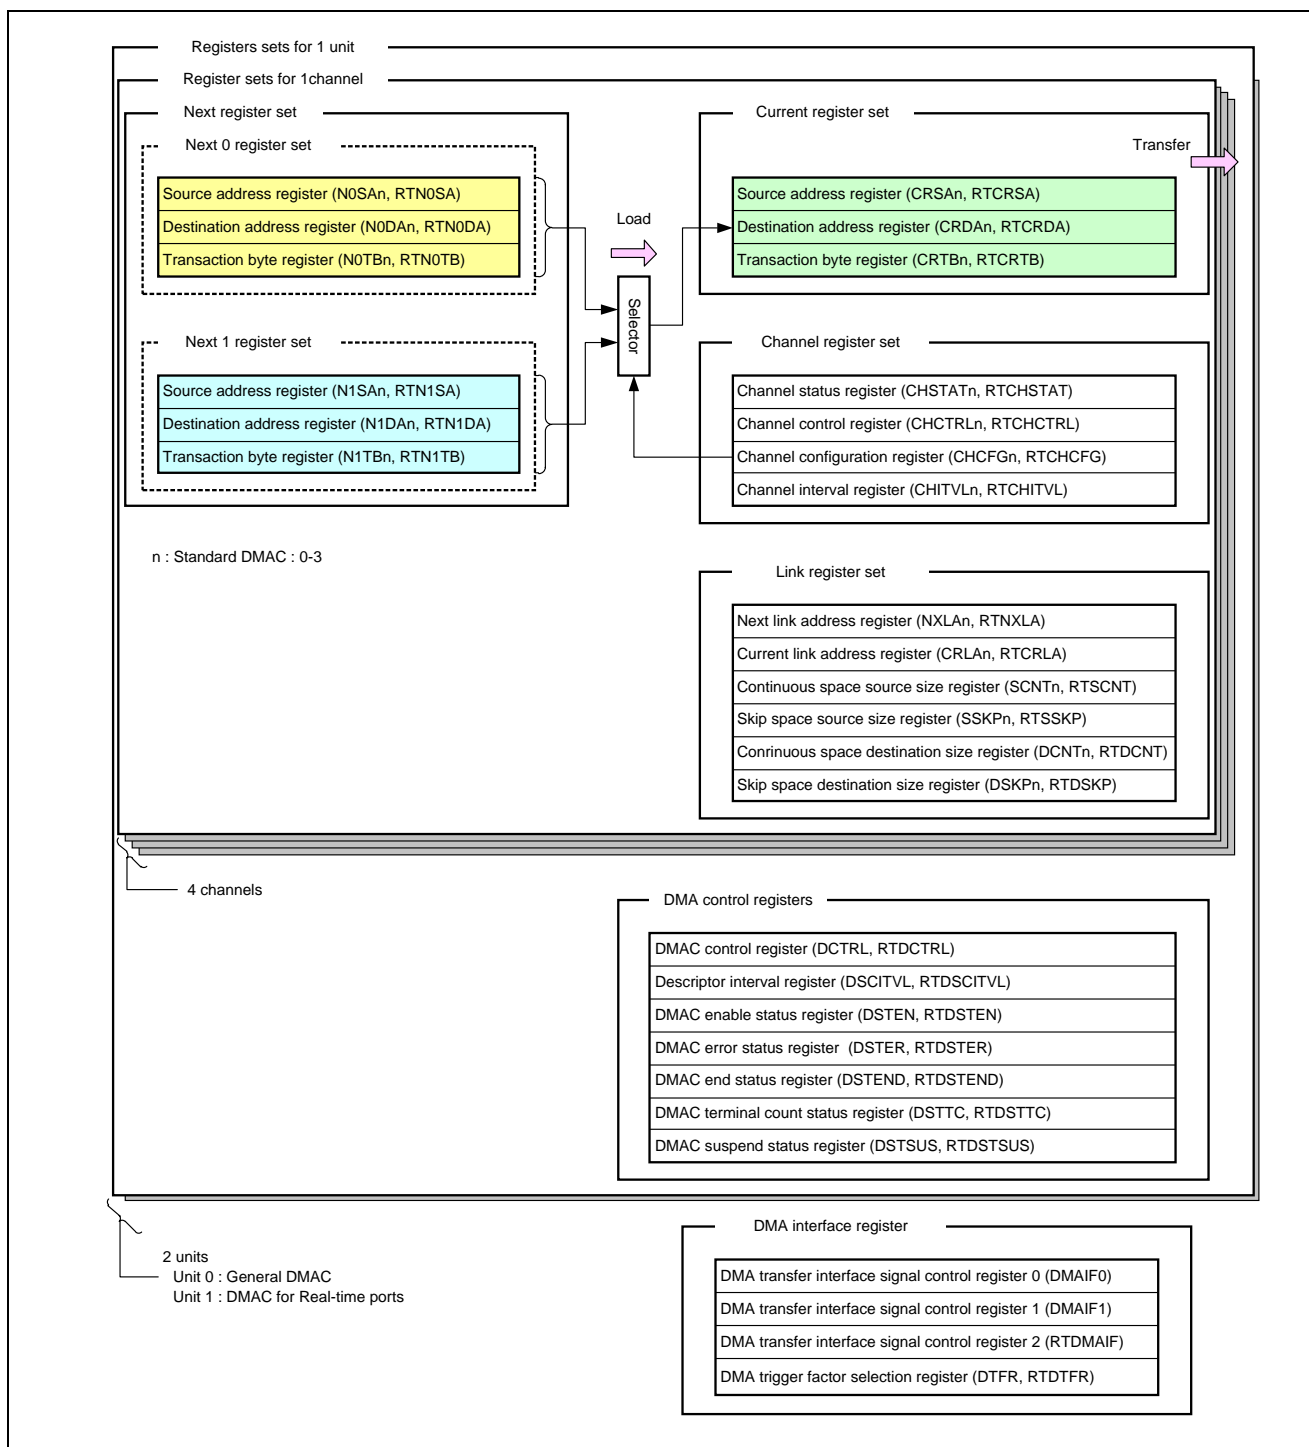 Registers sets for 1 unit
Register sets for 1channel
Next register set
Next 0 register set
Source address register (N0SAn, RTN0SA)
Destination address register (N0DAn, RTN0DA)
Transaction byte register (N0TBn, RTN0TB)
Next 1 register set
Source address register (N1SAn, RTN1SA)
Destination address register (N1DAn, RTN1DA)
Transaction byte register (N1TBn, RTN1TB)
n : Standard DMAC : 0-3
Load
Selector
Current register set
Transfer
Source address register (CRSAn, RTCRSA)
Destination address register (CRDAn, RTCRDA)
Transaction byte register (CRTBn, RTCRTB)
Channel register set
Channel status register (CHSTATn, RTCHSTAT)
Channel control register (CHCTRLn, RTCHCTRL)
Channel configuration register (CHCFGn, RTCHCFG)
Channel interval register (CHITVLn, RTCHITVL)
Link register set
Next link address register (NXLAn, RTNXLA)
Current link address register (CRLAn, RTCRLA)
Continuous space source size register (SCNTn, RTSCNT)
Skip space source size register (SSKPn, RTSSKP)
Conrinuous space destination size register (DCNTn, RTDCNT)
Skip space destination size register (DSKPn, RTDSKP)
4 channels
DMA control registers
DMAC control register (DCTRL, RTDCTRL)
Descriptor interval register (DSCITVL, RTDSCITVL)
DMAC enable status register (DSTEN, RTDSTEN)
DMAC error status register (DSTER, RTDSTER)
DMAC end status register (DSTEND, RTDSTEND)
DMAC terminal count status register (DSTTC, RTDSTTC)
DMAC suspend status register (DSTSUS, RTDSTSUS)
2 units
Unit 0 : General DMAC
Unit 1 : DMAC for Real-time ports
DMA interface register
DMA transfer interface signal control register 0 (DMAIF0)
DMA transfer interface signal control register 1 (DMAIF1)
DMA transfer interface signal control register 2 (RTDMAIF)
DMA trigger factor selection register (DTFR, RTDTFR)